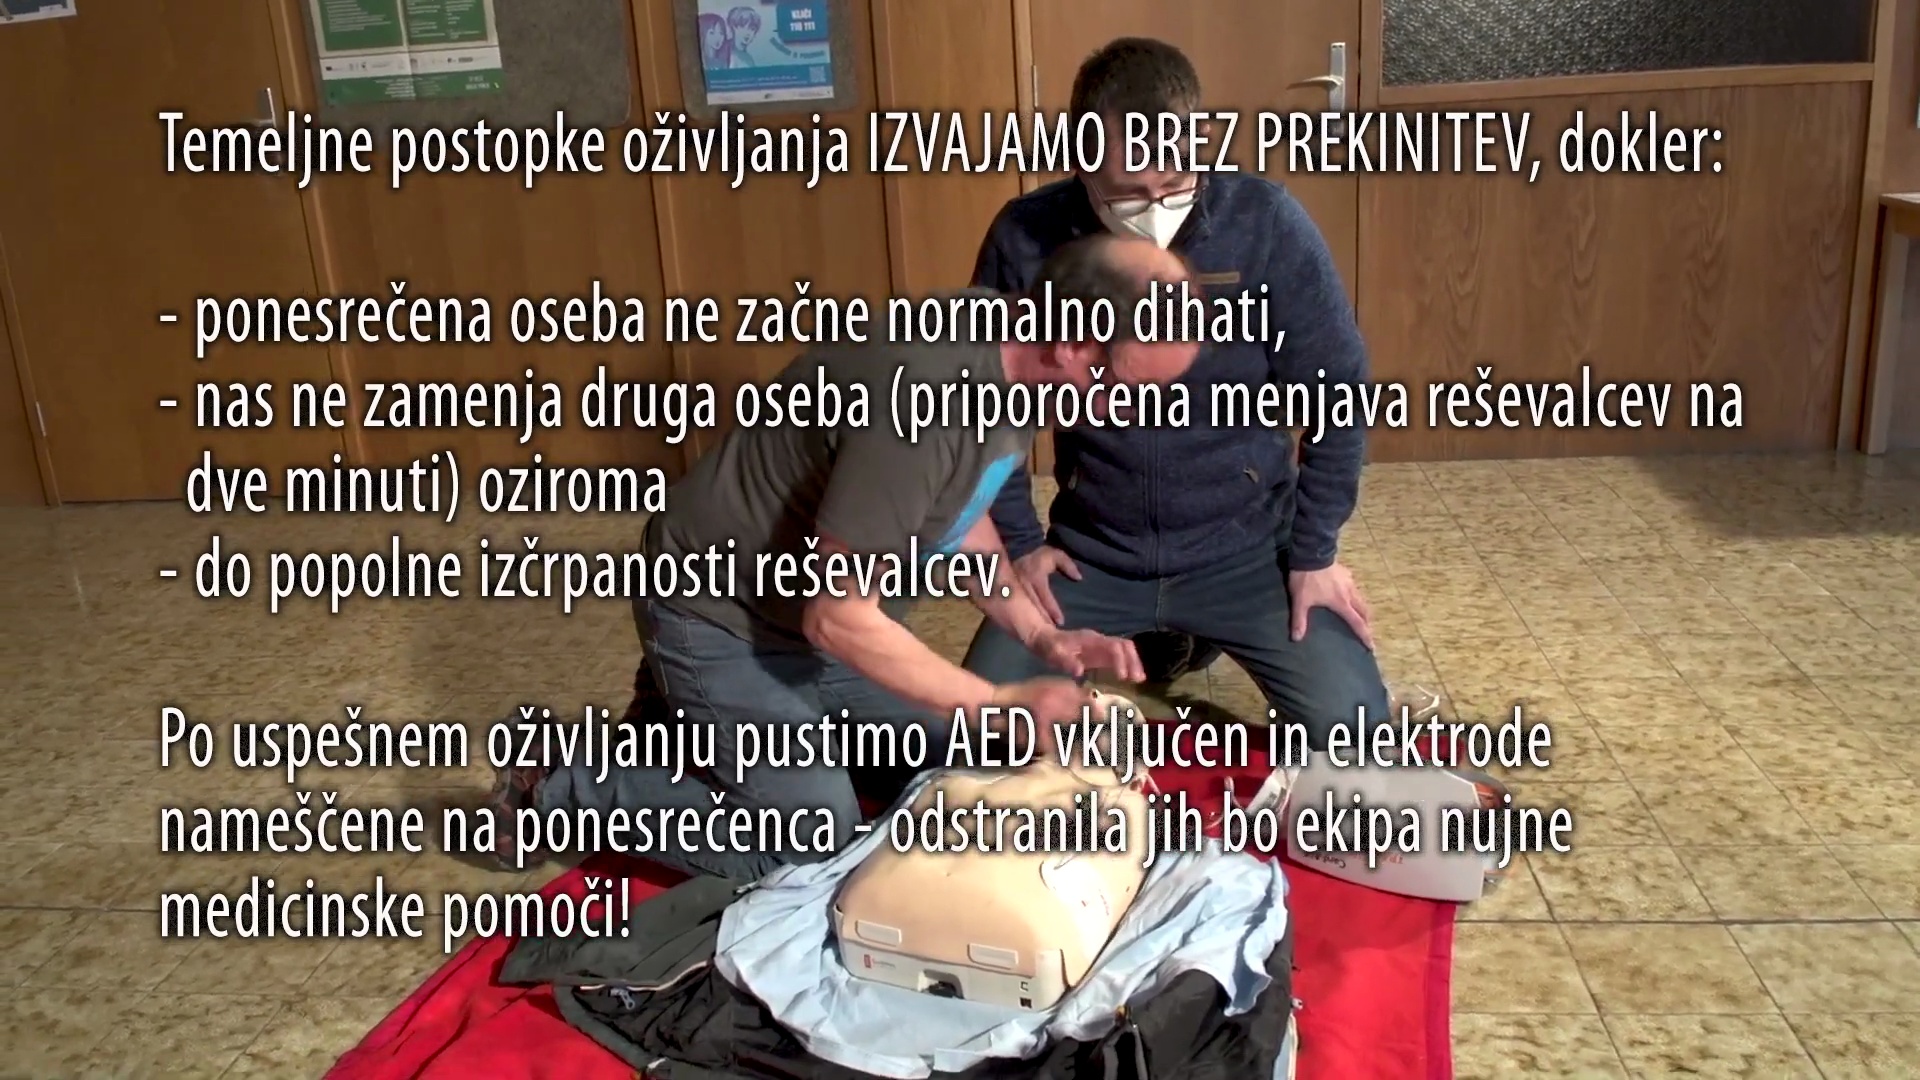 Temeljne postopke oživljanja IZVAJAMO BREZ PREKINITEV, dokler:
- ponesrečena oseba ne začne normalno dihati,
- nas ne zamenja druga oseba (priporočena menjava reševalcev na
dve minuti) oziroma
- do popolne izčrpanosti reševalcev.
Po uspešnem oživljanju pustimo AED vključen in elektrode
nameščene na ponesrečenca - odstranila jih bo ekipa nujne
medicinske pomoči!